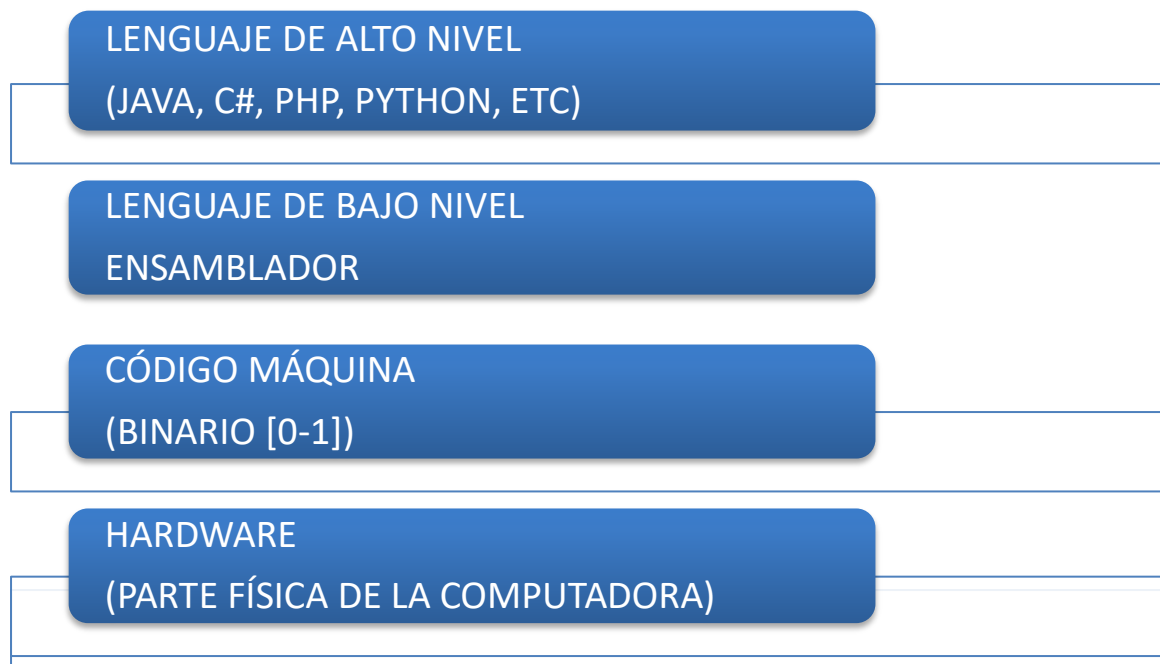 LENGUAJE DE ALTO NIVEL
(JAVA, C#, PHP, PYTHON, ETC)
LENGUAJE DE BAJO NIVEL
ENSAMBLADOR
CÓDIGO MÁQUINA
(BINARIO [0-1])
HARDWARE
(PARTE FÍSICA DE LA COMPUTADORA)